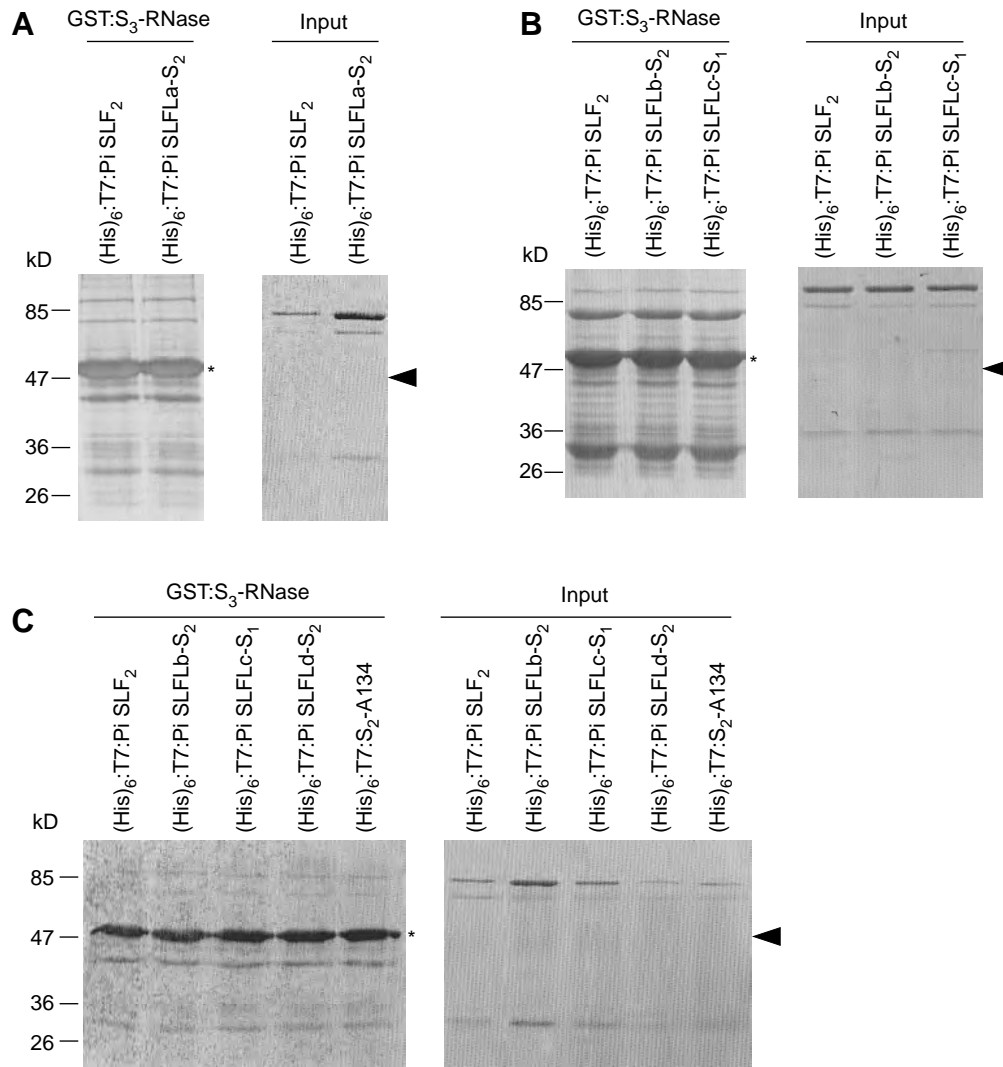 A
GST:S₃-RNase
Input
(His)₆:T7:Pi SLF₂
(His)₆:T7:Pi SLFLa-S₂
(His)₆:T7:Pi SLF₂
(His)₆:T7:Pi SLFLa-S₂
kD
85
47
36
26
*
B
GST:S₃-RNase
Input
(His)₆:T7:Pi SLF₂
(His)₆:T7:Pi SLFLb-S₂
(His)₆:T7:Pi SLFLc-S₁
(His)₆:T7:Pi SLF₂
(His)₆:T7:Pi SLFLb-S₂
(His)₆:T7:Pi SLFLc-S₁
kD
85
47
36
26
*
C
GST:S₃-RNase
Input
(His)₆:T7:Pi SLF₂
(His)₆:T7:Pi SLFLb-S₂
(His)₆:T7:Pi SLFLc-S₁
(His)₆:T7:Pi SLFLd-S₂
(His)₆:T7:S₂-A134
(His)₆:T7:Pi SLF₂
(His)₆:T7:Pi SLFLb-S₂
(His)₆:T7:Pi SLFLc-S₁
(His)₆:T7:Pi SLFLd-S₂
(His)₆:T7:S₂-A134
kD
85
47
36
26
*